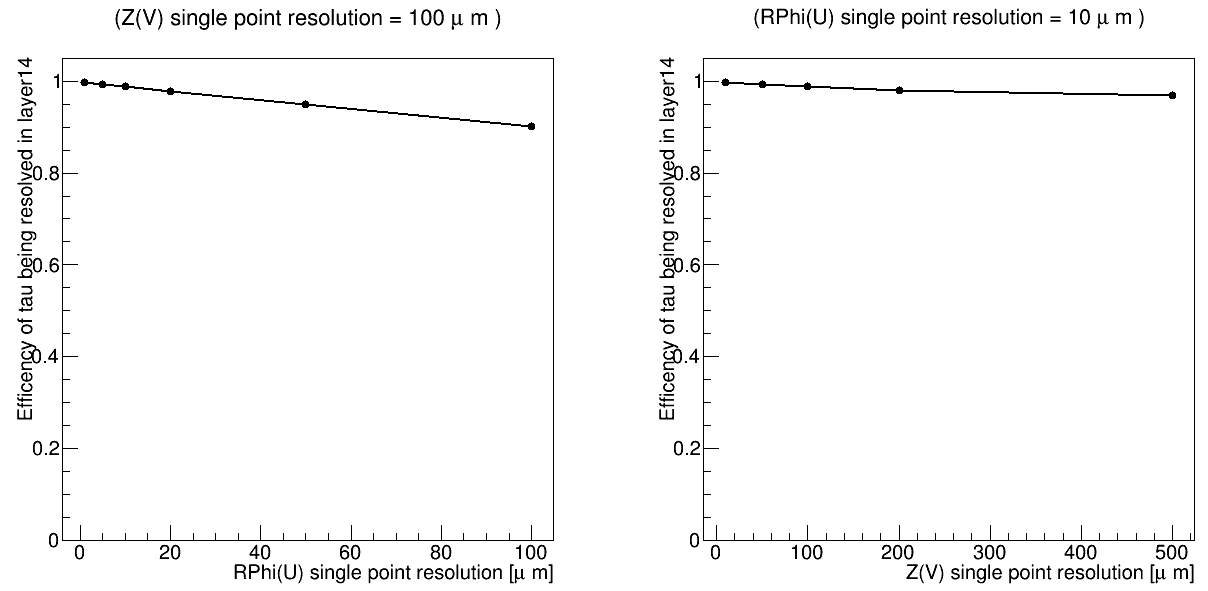 (Z(V) single point resolution = 100 μ m )
Efficency of tau being resolved in layer14
1
0.8
0.6
0.4
0.2
0
0 20 40 60 80 100
RPhi(U) single point resolution [μ m]
(RPhi(U) single point resolution = 10 μ m )
Efficency of tau being resolved in layer14
1
0.8
0.6
0.4
0.2
0
0 100 200 300 400 500
Z(V) single point resolution [μ m]